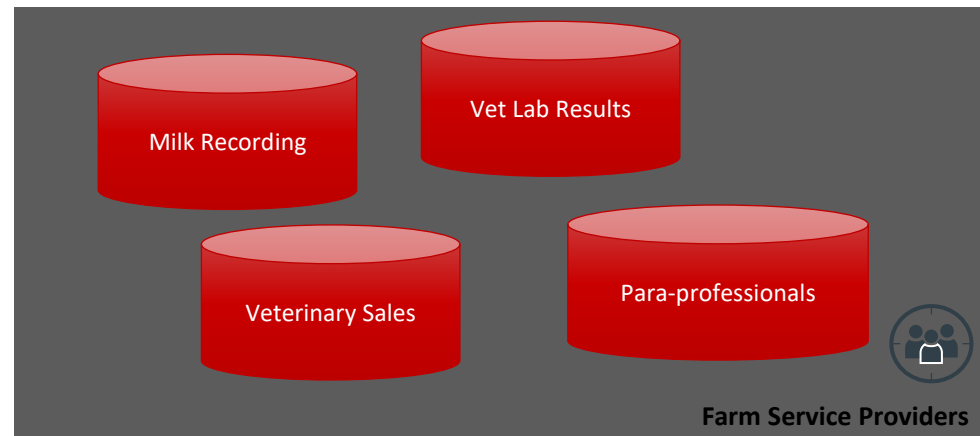 Milk Recording
Vet Lab Results
Veterinary Sales
Para-professionals
Farm Service Providers